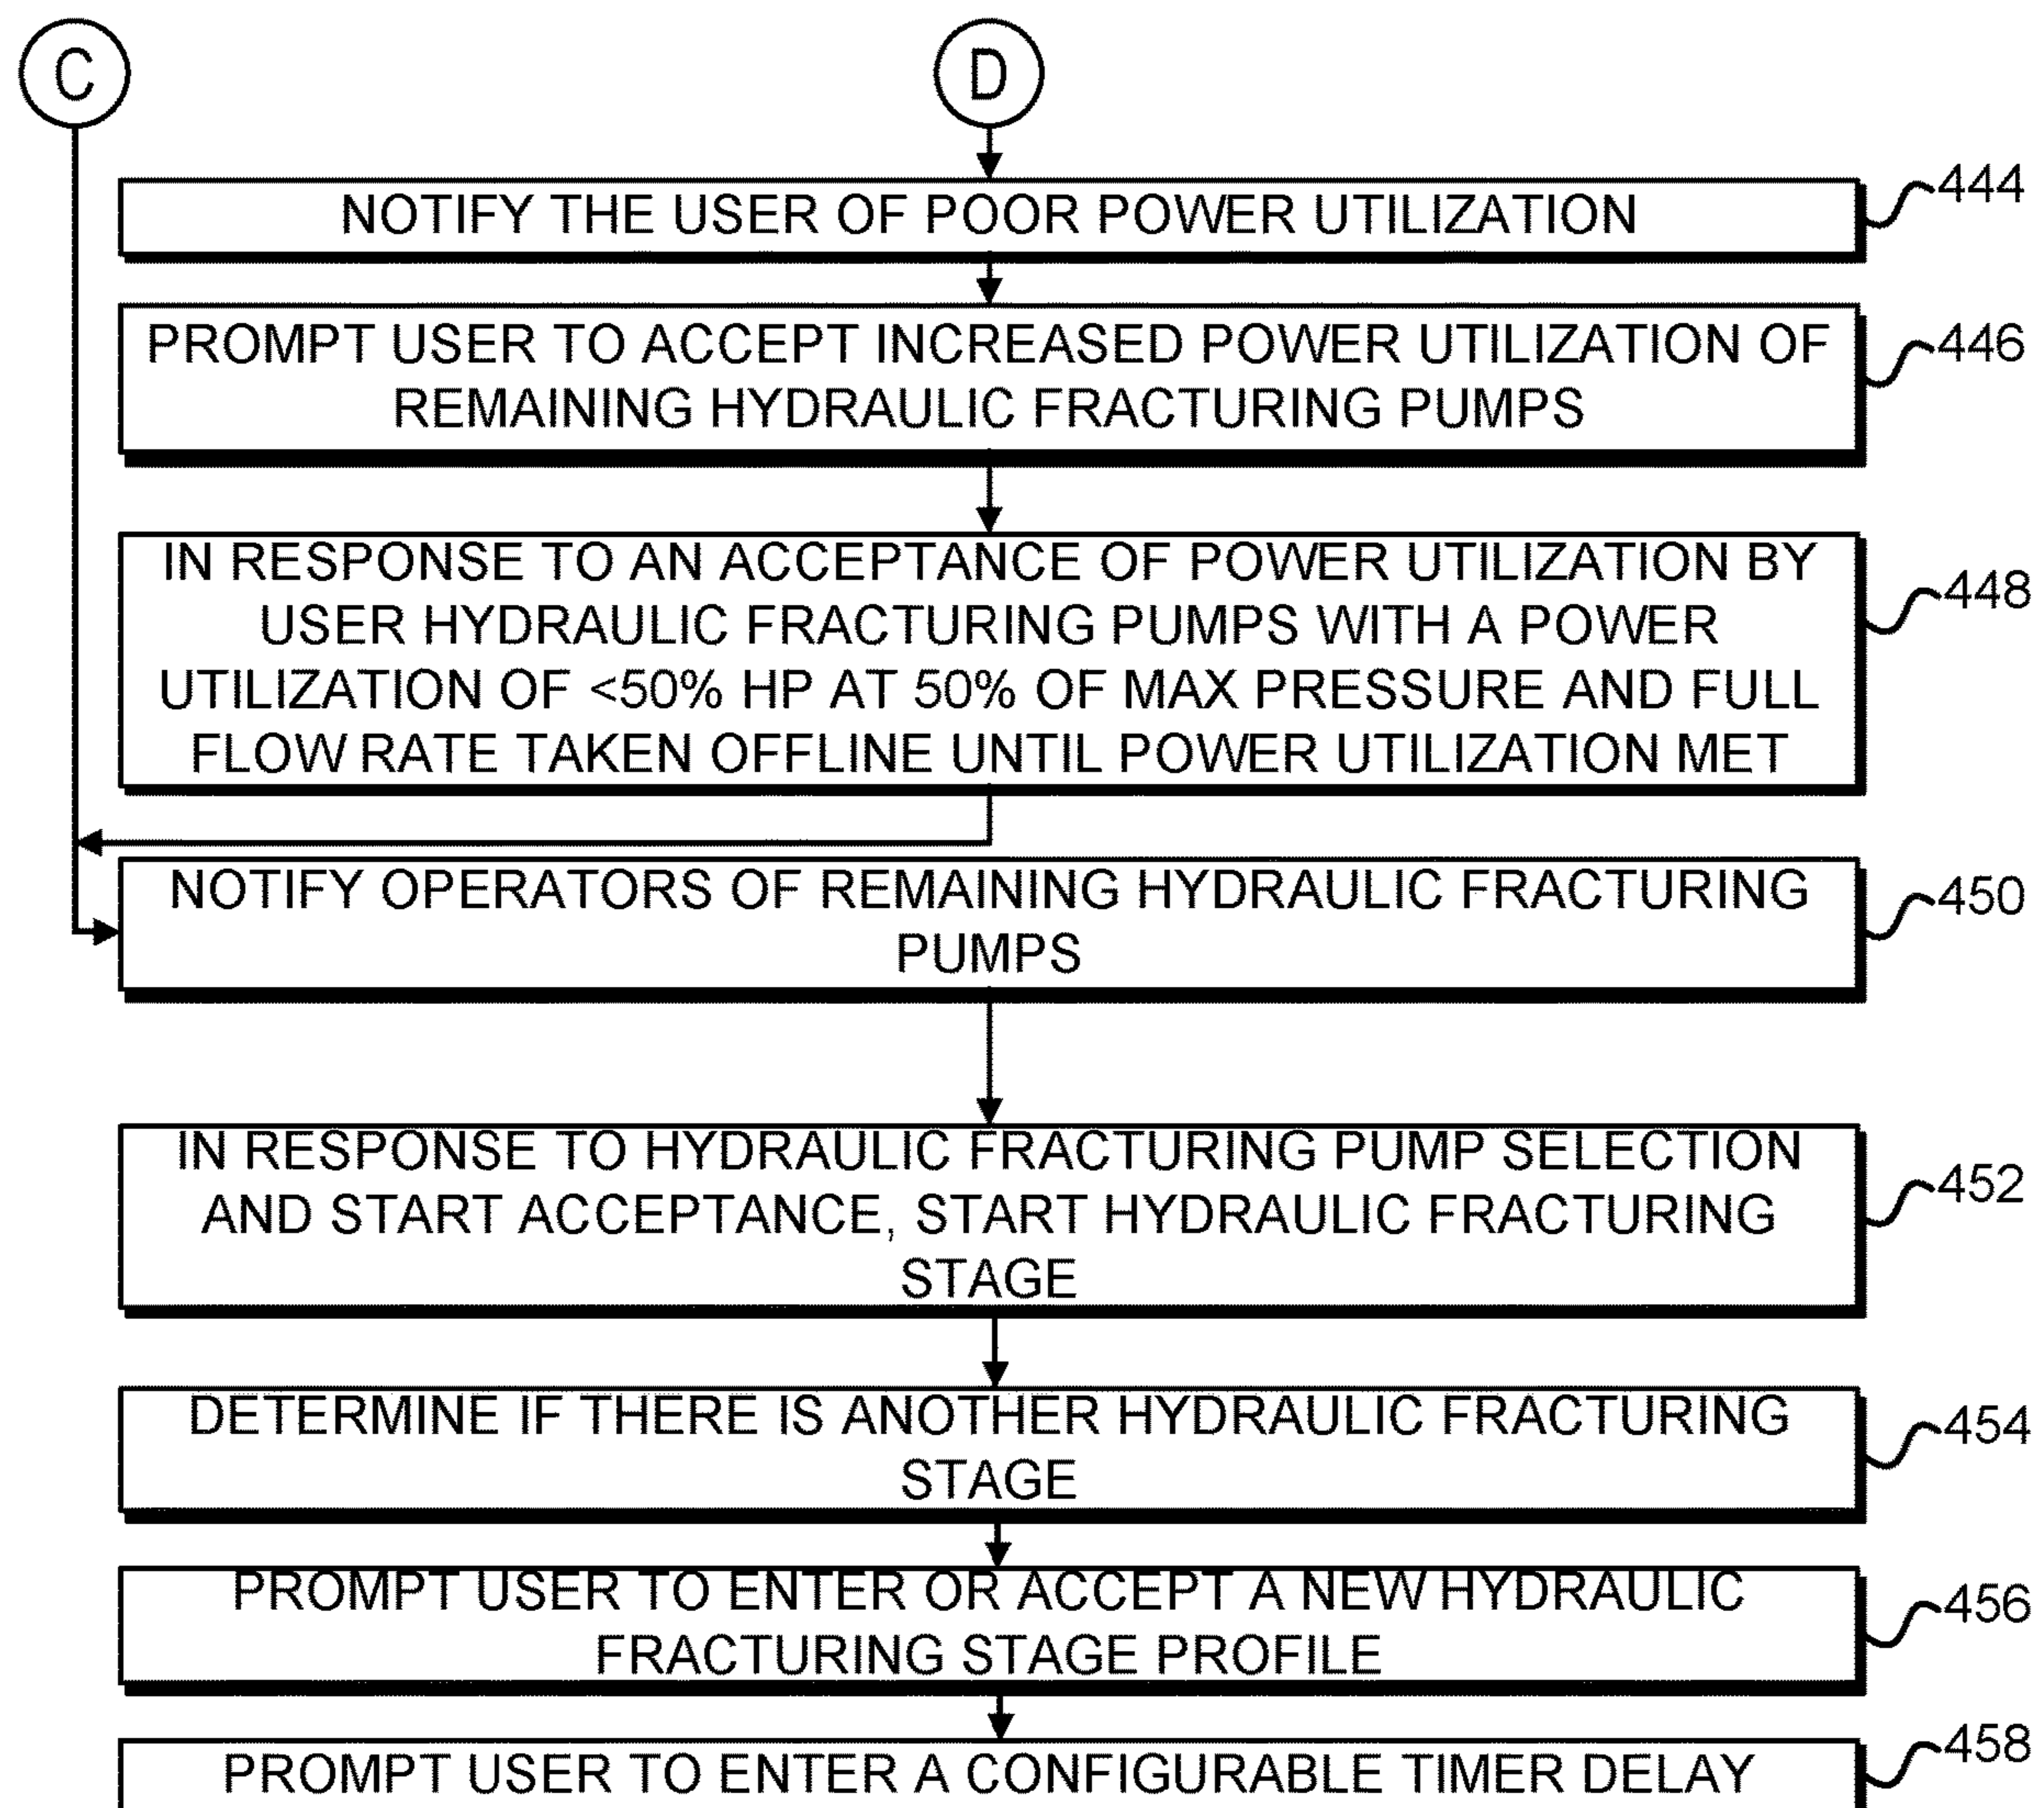 C
D
NOTIFY THE USER OF POOR POWER UTILIZATION
444
PROMPT USER TO ACCEPT INCREASED POWER UTILIZATION OF
REMAINING HYDRAULIC FRACTURING PUMPS
446
IN RESPONSE TO AN ACCEPTANCE OF POWER UTILIZATION BY
USER HYDRAULIC FRACTURING PUMPS WITH A POWER
UTILIZATION OF <50% HP AT 50% OF MAX PRESSURE AND FULL
FLOW RATE TAKEN OFFLINE UNTIL POWER UTILIZATION MET
448
NOTIFY OPERATORS OF REMAINING HYDRAULIC FRACTURING
PUMPS
450
IN RESPONSE TO HYDRAULIC FRACTURING PUMP SELECTION
AND START ACCEPTANCE, START HYDRAULIC FRACTURING
STAGE
452
DETERMINE IF THERE IS ANOTHER HYDRAULIC FRACTURING
STAGE
454
PROMPT USER TO ENTER OR ACCEPT A NEW HYDRAULIC
FRACTURING STAGE PROFILE
456
PROMPT USER TO ENTER A CONFIGURABLE TIMER DELAY
458